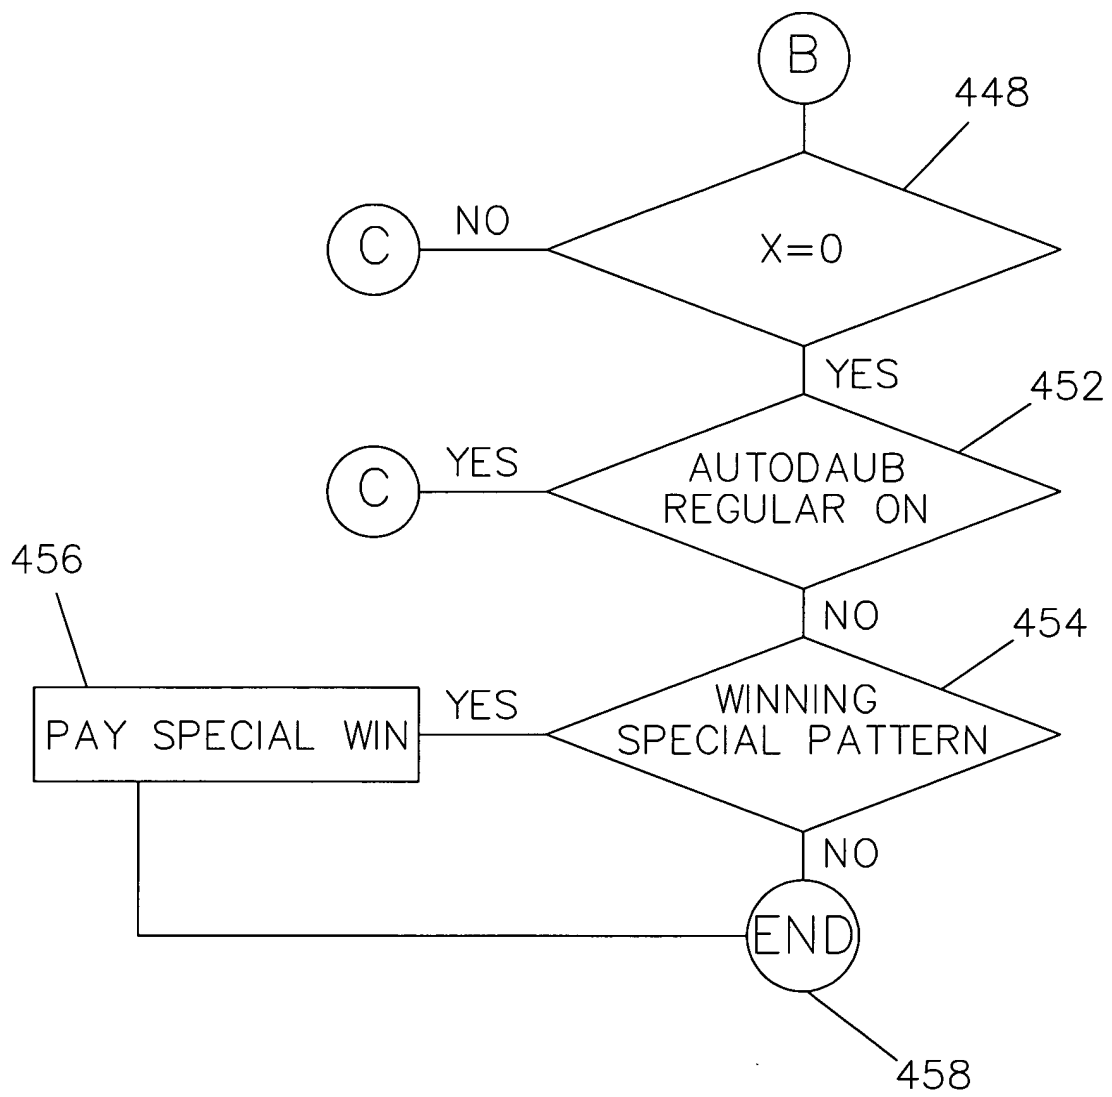 B
448
NO
C
X=0
YES
452
YES
C
AUTODAUB
REGULAR ON
456
NO
454
YES
WINNING
SPECIAL PATTERN
PAY SPECIAL WIN
NO
END
458